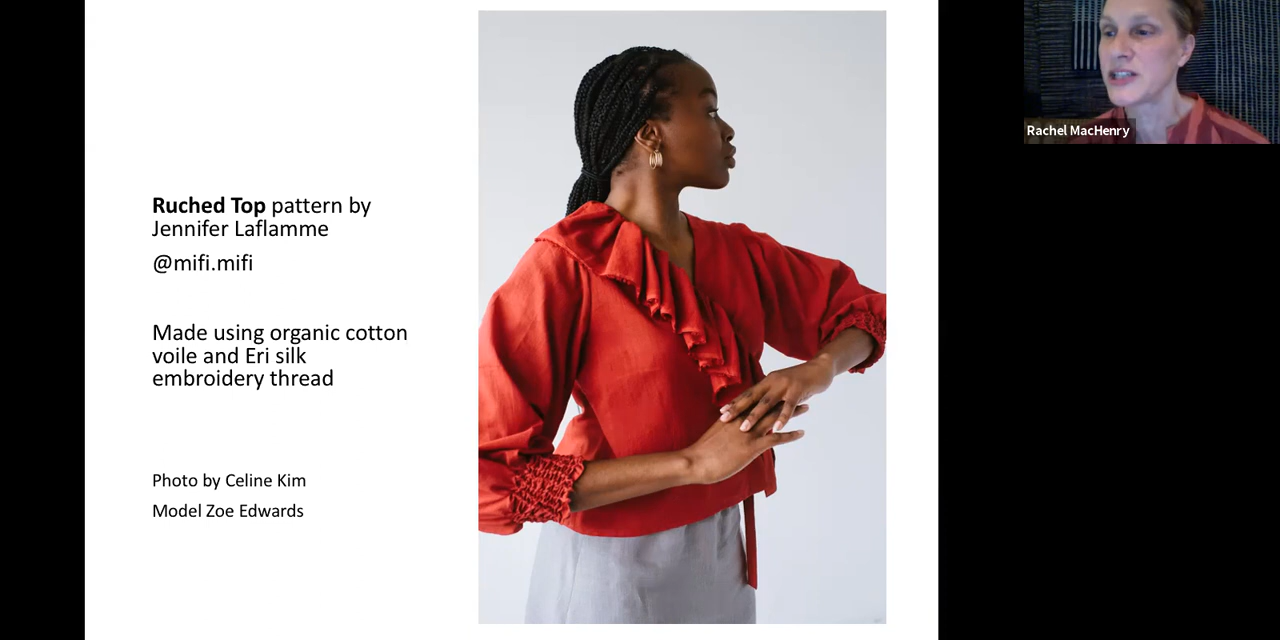 Ruched Top pattern by
Jennifer Laflamme
@mifi.mifi
Made using organic cotton
voile and Eri silk
embroidery thread
Photo by Celine Kim
Model Zoe Edwards
Rachel MacHenry